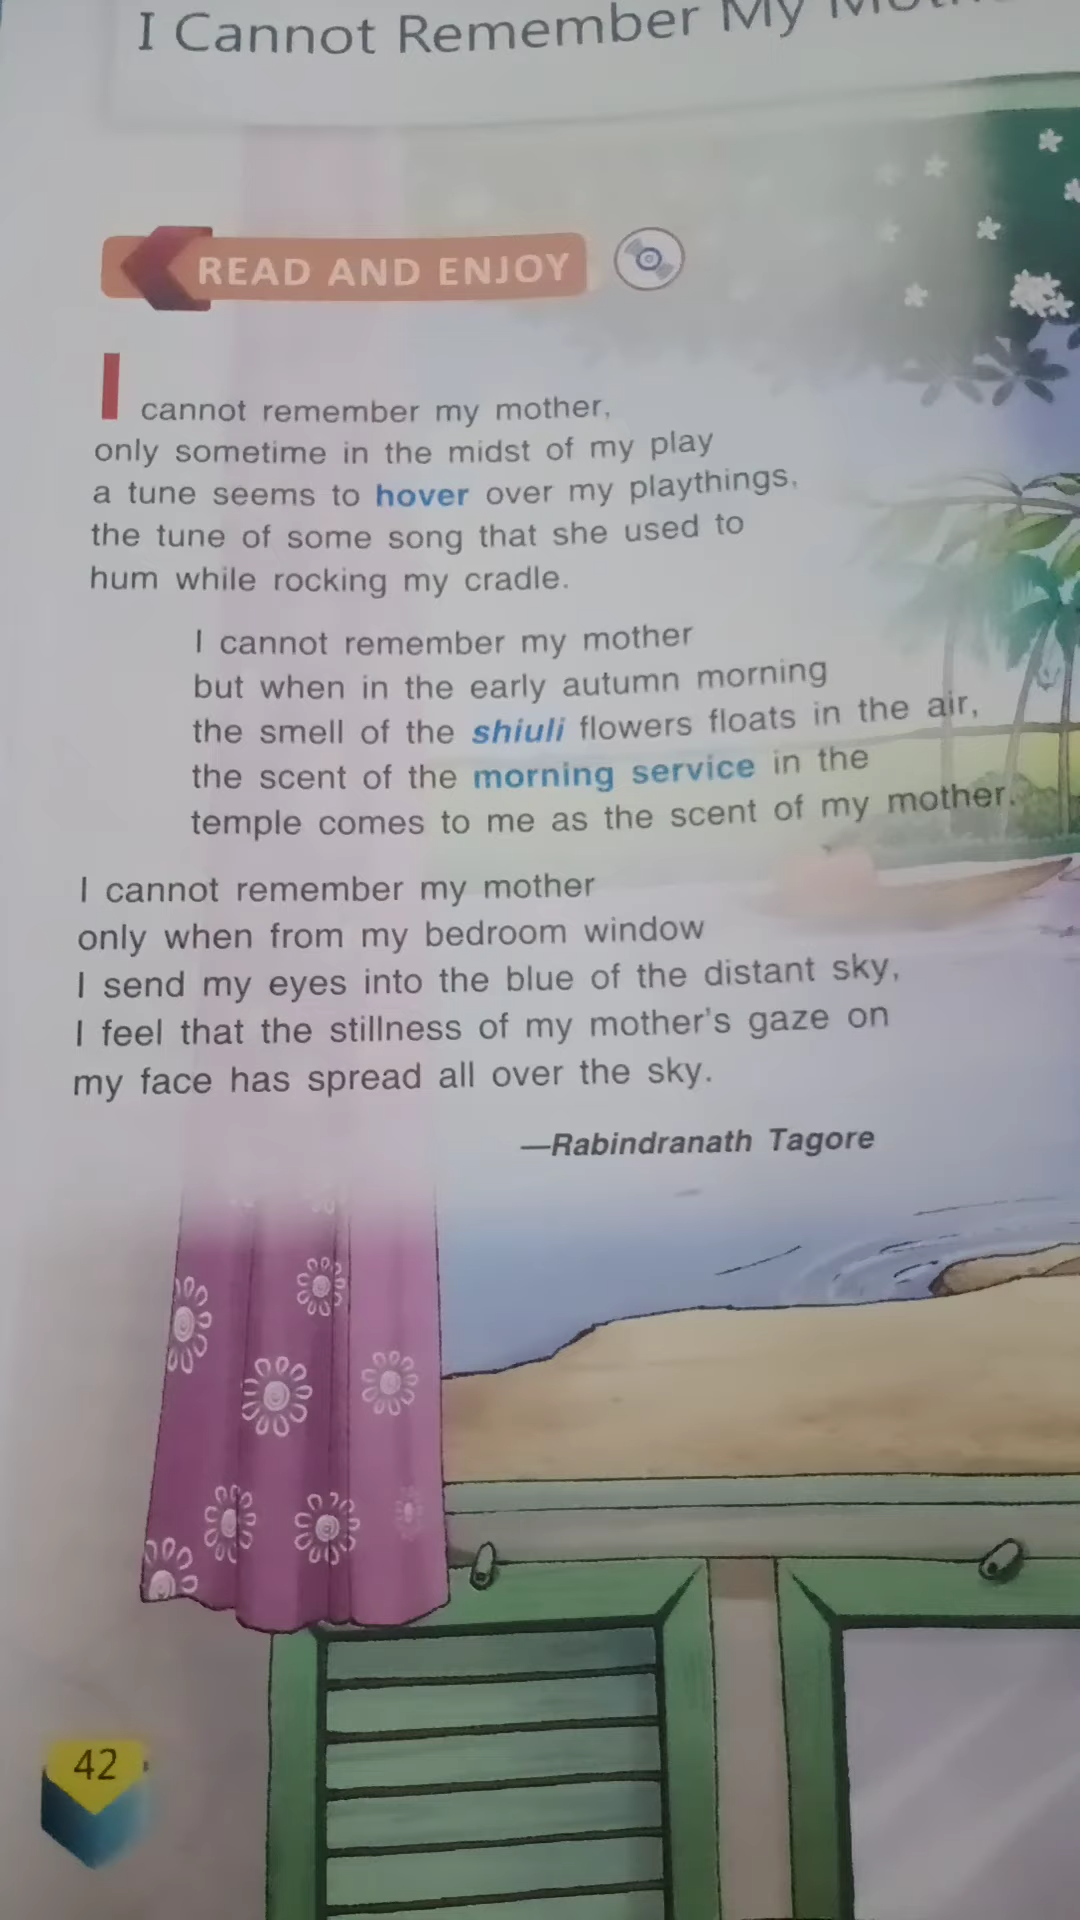 I Cannot Remember My
READ AND ENJOY
I cannot remember my mother,
only sometime in the midst of my play
a tune seems to hover over my playthings,
the tune of some song that she used to
hum while rocking my cradle.
I cannot remember my mother
but when in the early autumn morning
the smell of the shiuli flowers floats in the air,
the scent of the morning service in the
temple comes to me as the scent of my mother.
I cannot remember my mother
only when from my bedroom window
I send my eyes into the blue of the distant sky,
I feel that the stillness of my mother's gaze on
my face has spread all over the sky.
—Rabindranath Tagore
42